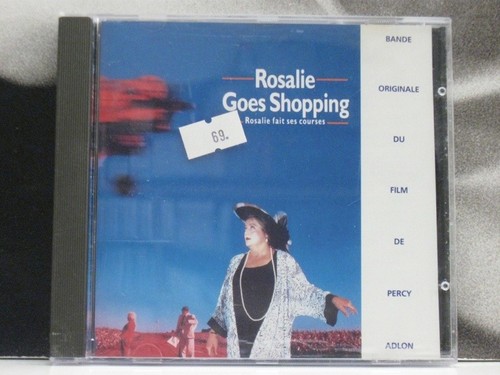 Rosalie
Goes Shopping
Rosalie fait ses courses
69.
BANDE
ORIGINALE
DU
FILM
DE
PERCY
ADLON